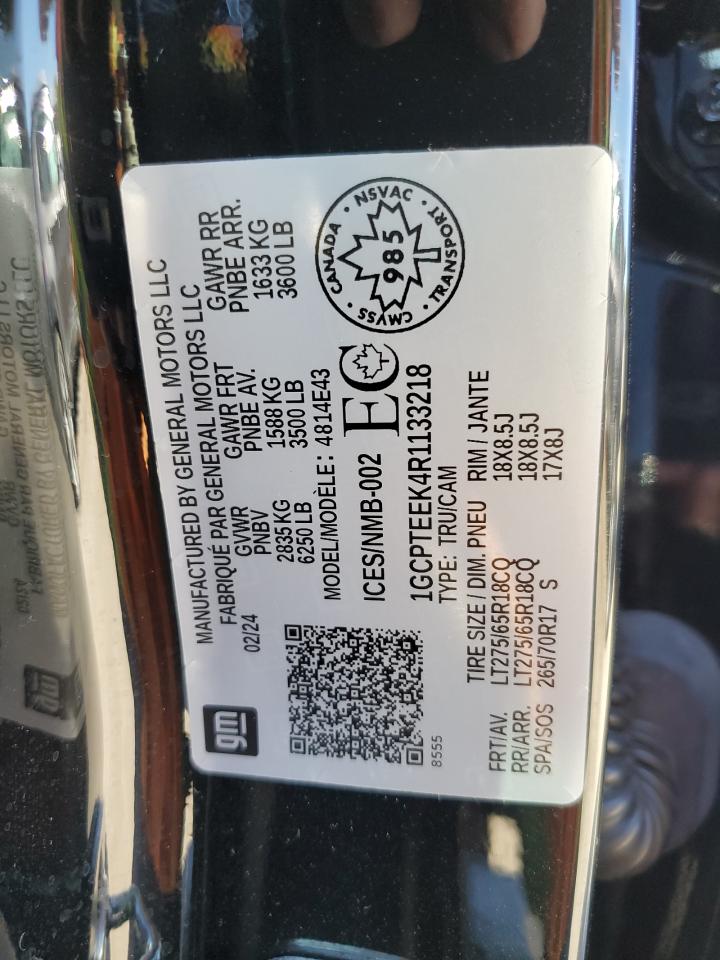 gm
MANUFACTURED BY GENERAL MOTORS LLC
FABRIQUÉ PAR GENERAL MOTORS LLC
02/24 GVWR GAWR FRT GAWR RR
PNBV PNBE AV. PNBE ARR.
2835 KG 1588 KG 1633 KG
6250 LB 3500 LB 3600 LB
MODEL/MODÈLE: 4814E43
ICES/NMB-002 EC
CANADA · NSVAC · TRANSPORT · CMVSS ·
985
1GCPTEEK4R1133218
TYPE: TRU/CAM
8555
TIRE SIZE / DIM. PNEU RIM / JANTE
FRT/AV. LT275/65R18CQ 18X8.5J
RR/ARR. LT275/65R18CQ 18X8.5J
SPA/SOS 265/70R17 S 17X8J